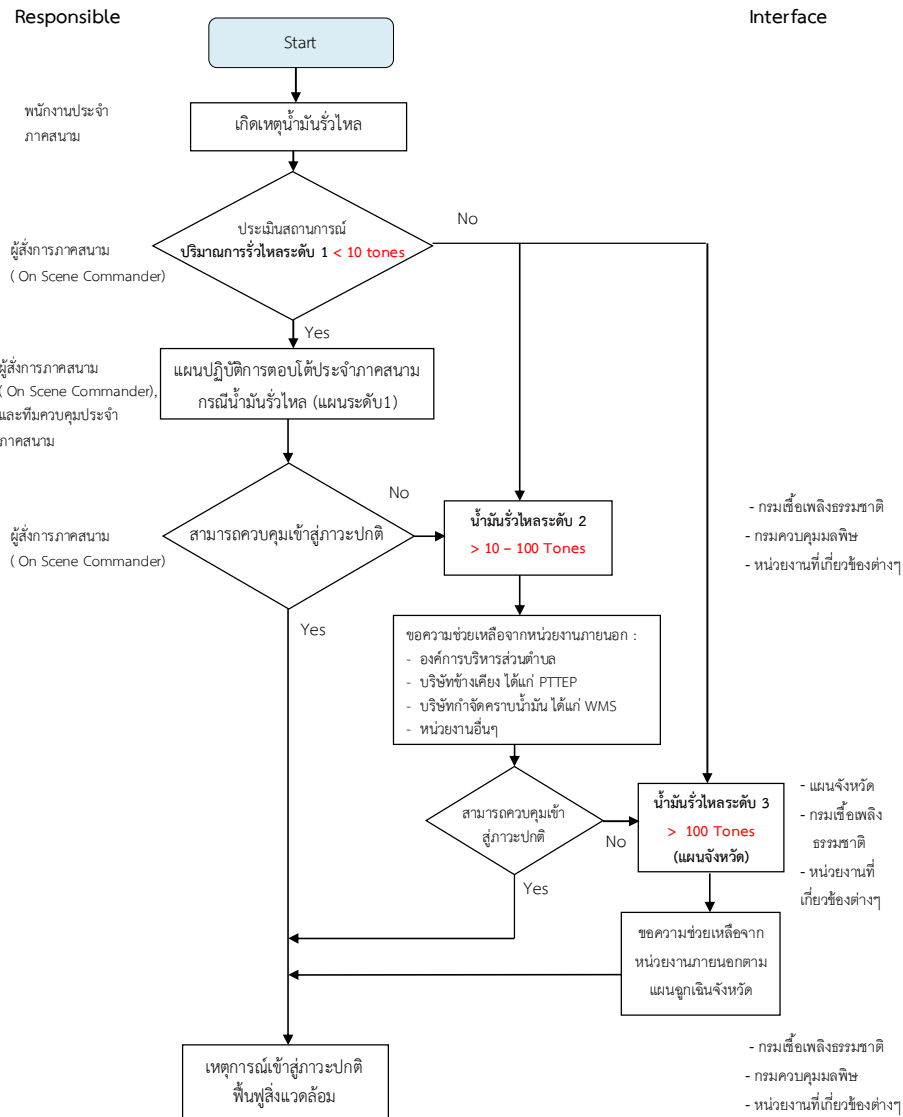 Responsible
Interface
Start
พนักงานประจำ
ภาคสนาม
เกิดเหตุน้ำมันรั่วไหล
ประเมินสถานการณ์
ปริมาณการรั่วไหลระดับ 1 < 10 tones
No
ผู้สั่งการภาคสนาม
( On Scene Commander)
Yes
ผู้สั่งการภาคสนาม
( On Scene Commander),
และทีมควบคุมประจำ
ภาคสนาม
แผนปฏิบัติการตอบโต้ประจำภาคสนาม
กรณีน้ำมันรั่วไหล (แผนระดับ1)
ผู้สั่งการภาคสนาม
( On Scene Commander)
สามารถควบคุมเข้าสู่ภาวะปกติ
No
น้ำมันรั่วไหลระดับ 2
> 10 – 100 Tones
- กรมเชื้อเพลิงธรรมชาติ
- กรมควบคุมมลพิษ
- หน่วยงานที่เกี่ยวข้องต่างๆ
Yes
ขอความช่วยเหลือจากหน่วยงานภายนอก :
- องค์การบริหารส่วนตำบล
- บริษัทข้างเคียง ได้แก่ PTTEP
- บริษัทกำจัดคราบน้ำมัน ได้แก่ WMS
- หน่วยงานอื่นๆ
สามารถควบคุมเข้า
สู่ภาวะปกติ
No
Yes
น้ำมันรั่วไหลระดับ 3
> 100 Tones
(แผนจังหวัด)
- แผนจังหวัด
- กรมเชื้อเพลิง
ธรรมชาติ
- หน่วยงานที่
เกี่ยวข้องต่างๆ
ขอความช่วยเหลือจาก
หน่วยงานภายนอกตาม
แผนฉุกเฉินจังหวัด
เหตุการณ์เข้าสู่ภาวะปกติ
ฟื้นฟูสิ่งแวดล้อม
- กรมเชื้อเพลิงธรรมชาติ
- กรมควบคุมมลพิษ
- หน่วยงานที่เกี่ยวข้องต่างๆ